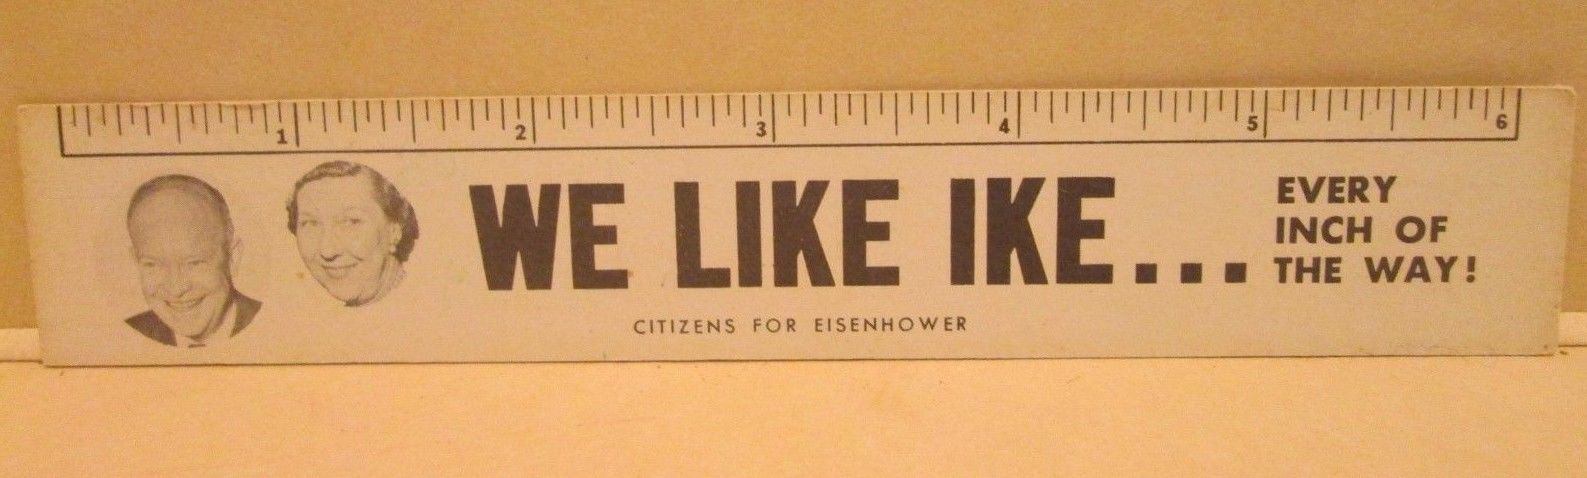 1 2 3 4 5 6
WE LIKE IKE...
EVERY
INCH OF
THE WAY!
CITIZENS FOR EISENHOWER